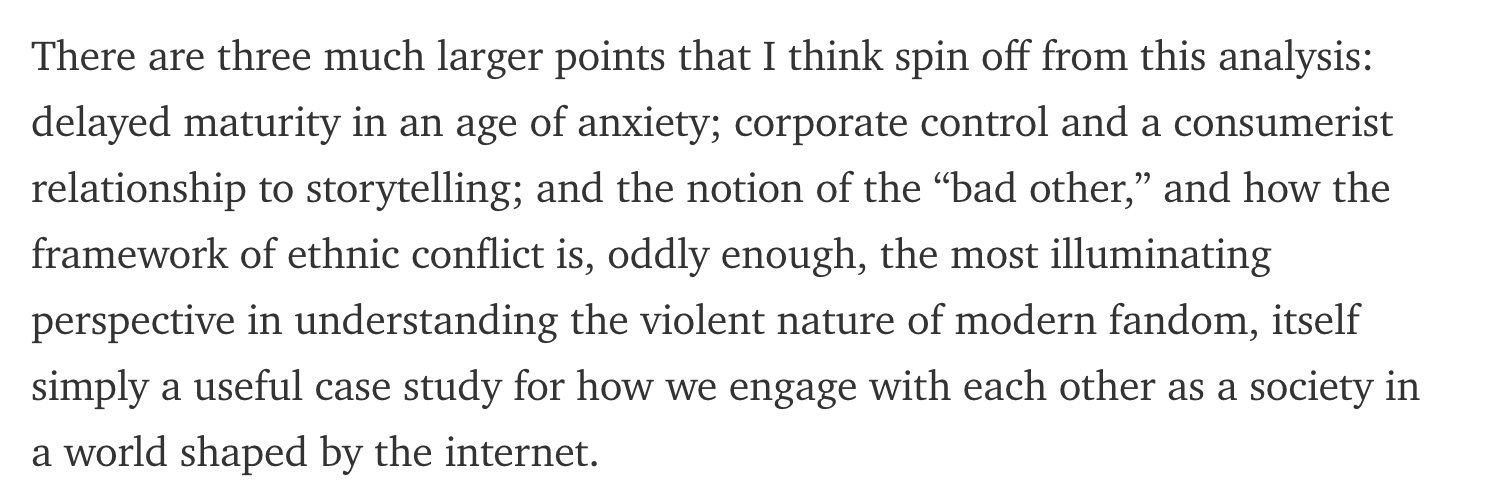 There are three much larger points that I think spin off from this analysis:
delayed maturity in an age of anxiety; corporate control and a consumerist
relationship to storytelling; and the notion of the “bad other,” and how the
framework of ethnic conflict is, oddly enough, the most illuminating
perspective in understanding the violent nature of modern fandom, itself
simply a useful case study for how we engage with each other as a society in
a world shaped by the internet.